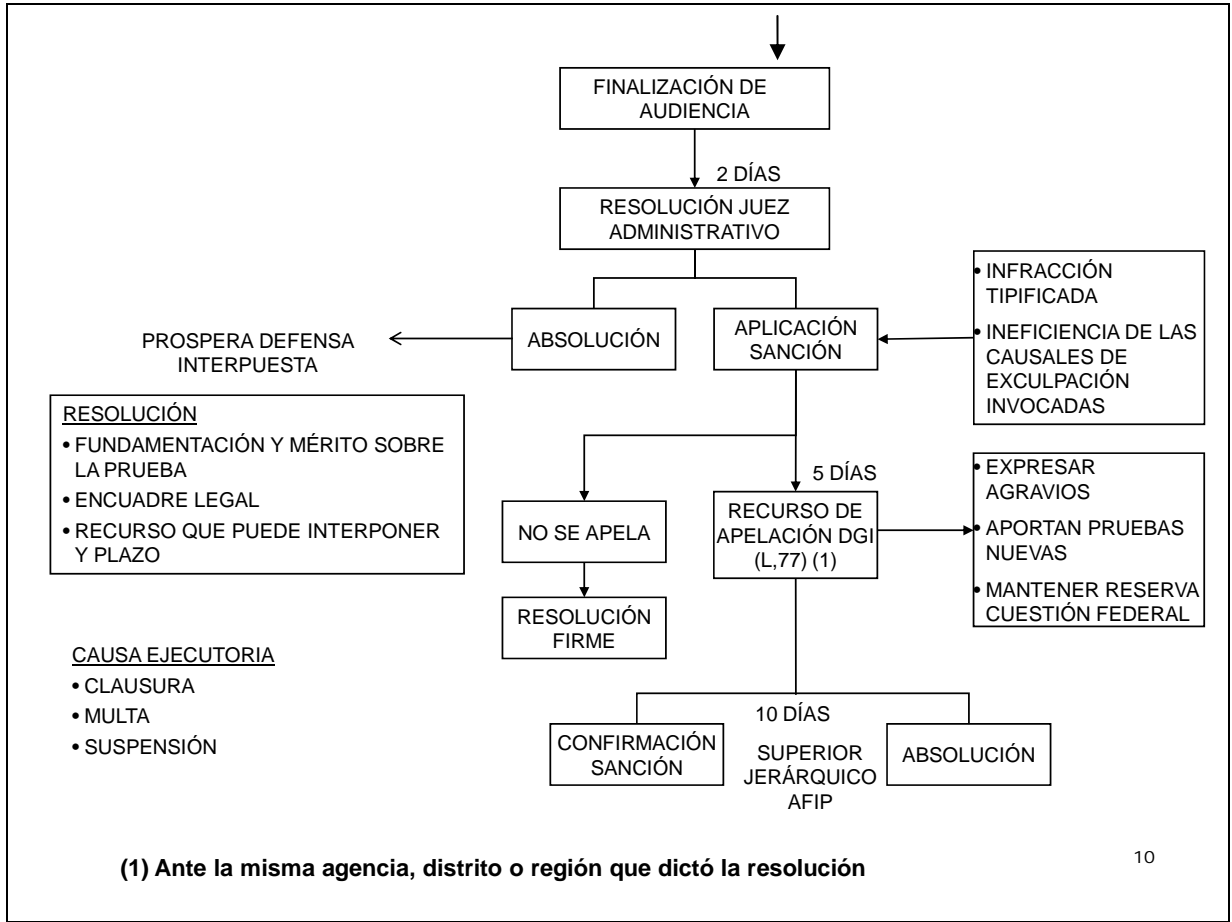 FINALIZACIÓN DE
AUDIENCIA
2 DÍAS
RESOLUCIÓN JUEZ
ADMINISTRATIVO
PROSPERA DEFENSA
INTERPUESTA
ABSOLUCIÓN
APLICACIÓN
SANCIÓN
• INFRACCIÓN
TIPIFICADA
• INEFICIENCIA DE LAS
CAUSALES DE
EXCULPACIÓN
INVOCADAS
RESOLUCIÓN
• FUNDAMENTACIÓN Y MÉRITO SOBRE
LA PRUEBA
• ENCUADRE LEGAL
• RECURSO QUE PUEDE INTERPONER
Y PLAZO
NO SE APELA
RESOLUCIÓN
FIRME
5 DÍAS
RECURSO DE
APELACIÓN DGI
(L,77) (1)
• EXPRESAR
AGRAVIOS
• APORTAN PRUEBAS
NUEVAS
• MANTENER RESERVA
CUESTIÓN FEDERAL
CAUSA EJECUTORIA
• CLAUSURA
• MULTA
• SUSPENSIÓN
10 DÍAS
CONFIRMACIÓN
SANCIÓN
SUPERIOR
JERÁRQUICO
AFIP
ABSOLUCIÓN
(1) Ante la misma agencia, distrito o región que dictó la resolución
10